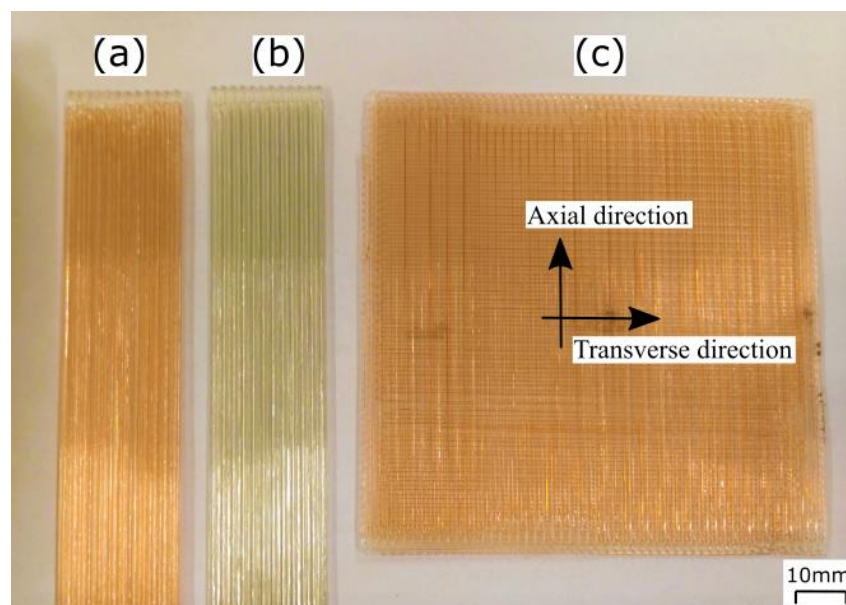 (a)
(b)
(c)
Axial direction
Transverse direction
10mm